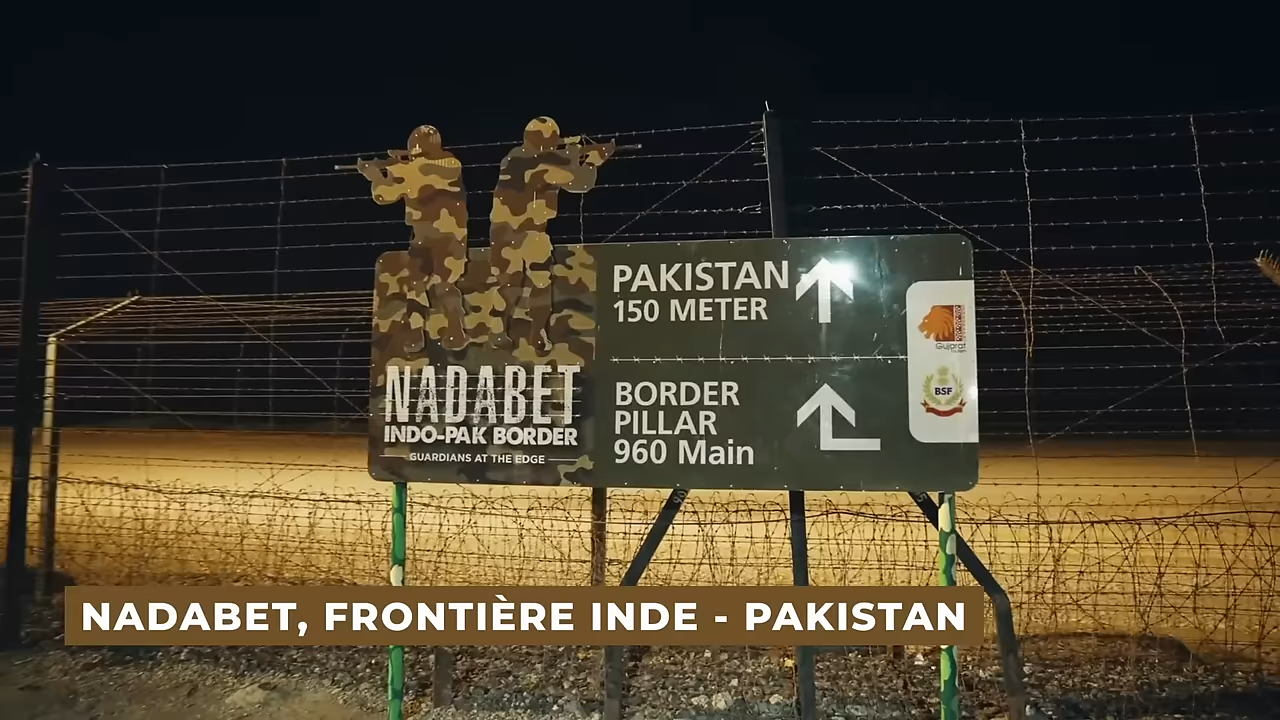 PAKISTAN
150 METER
BORDER
PILLAR
960 Main
NADABET
INDO-PAK BORDER
GUARDIANS AT THE EDGE
Gujarat
BSF
NADABET, FRONTIÈRE INDE - PAKISTAN